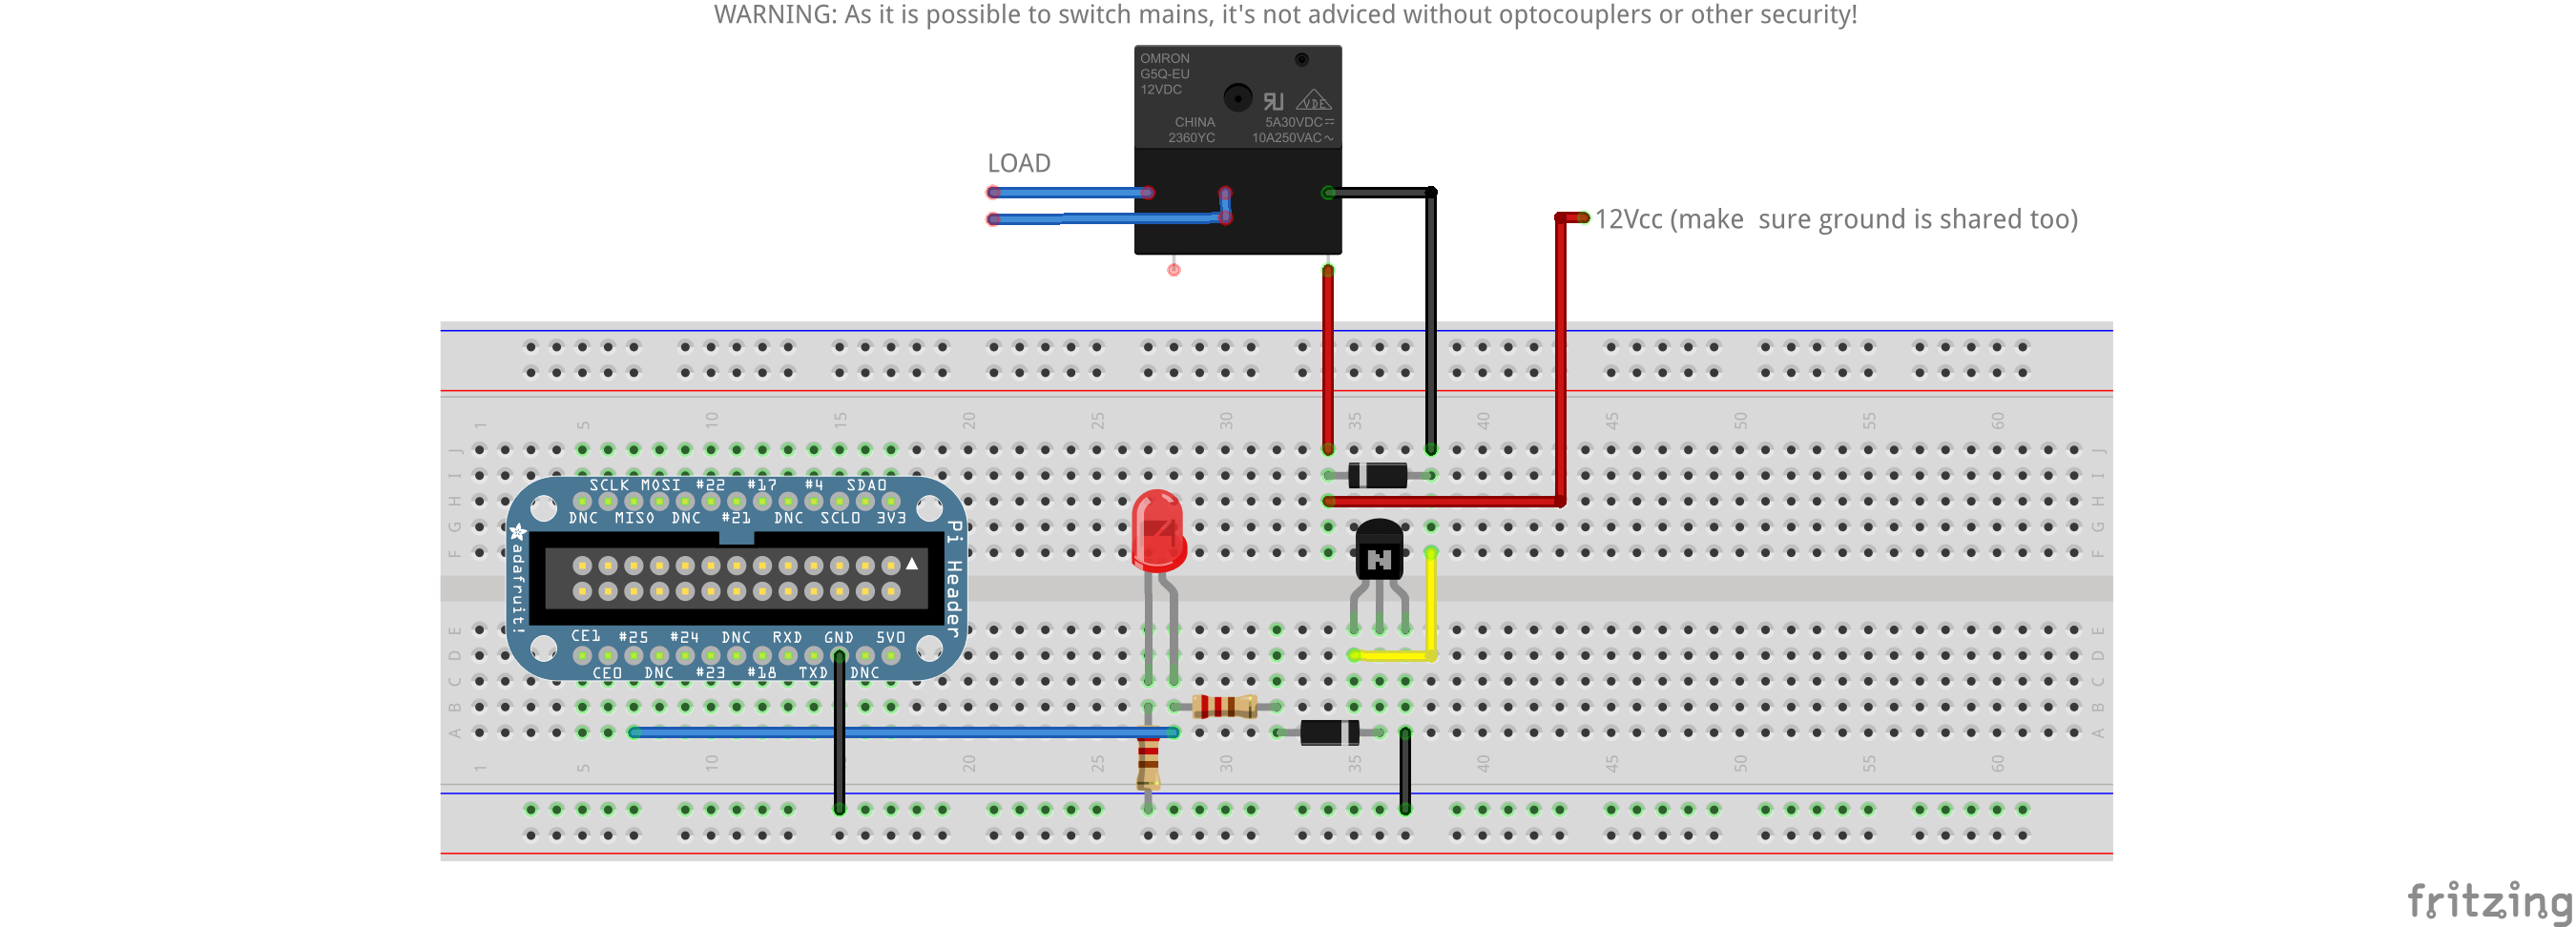 WARNING: As it is possible to switch mains, it's not adviced without optocouplers or other security!
OMRON
G5Q-EU
12VDC
VDE
CHINA 5A30VDC
2360YC 10A250VAC~
LOAD
12Vcc (make  sure ground is shared too)
1 5 10 15 20 25 30 35 40 45 50 55 60
J J
I I
H H
G G
F F
SCLK MOSI #22 #17 #4 SDA0
DNC MISO DNC #21 DNC SCL0 3V3
adafruit!
Pi Header
N
CE1 #25 #24 DNC RXD GND 5V0
CE0 DNC #23 #18 TXD DNC
E E
D D
C C
B B
A A
1 5 10 15 20 25 30 35 40 45 50 55 60
fritzing